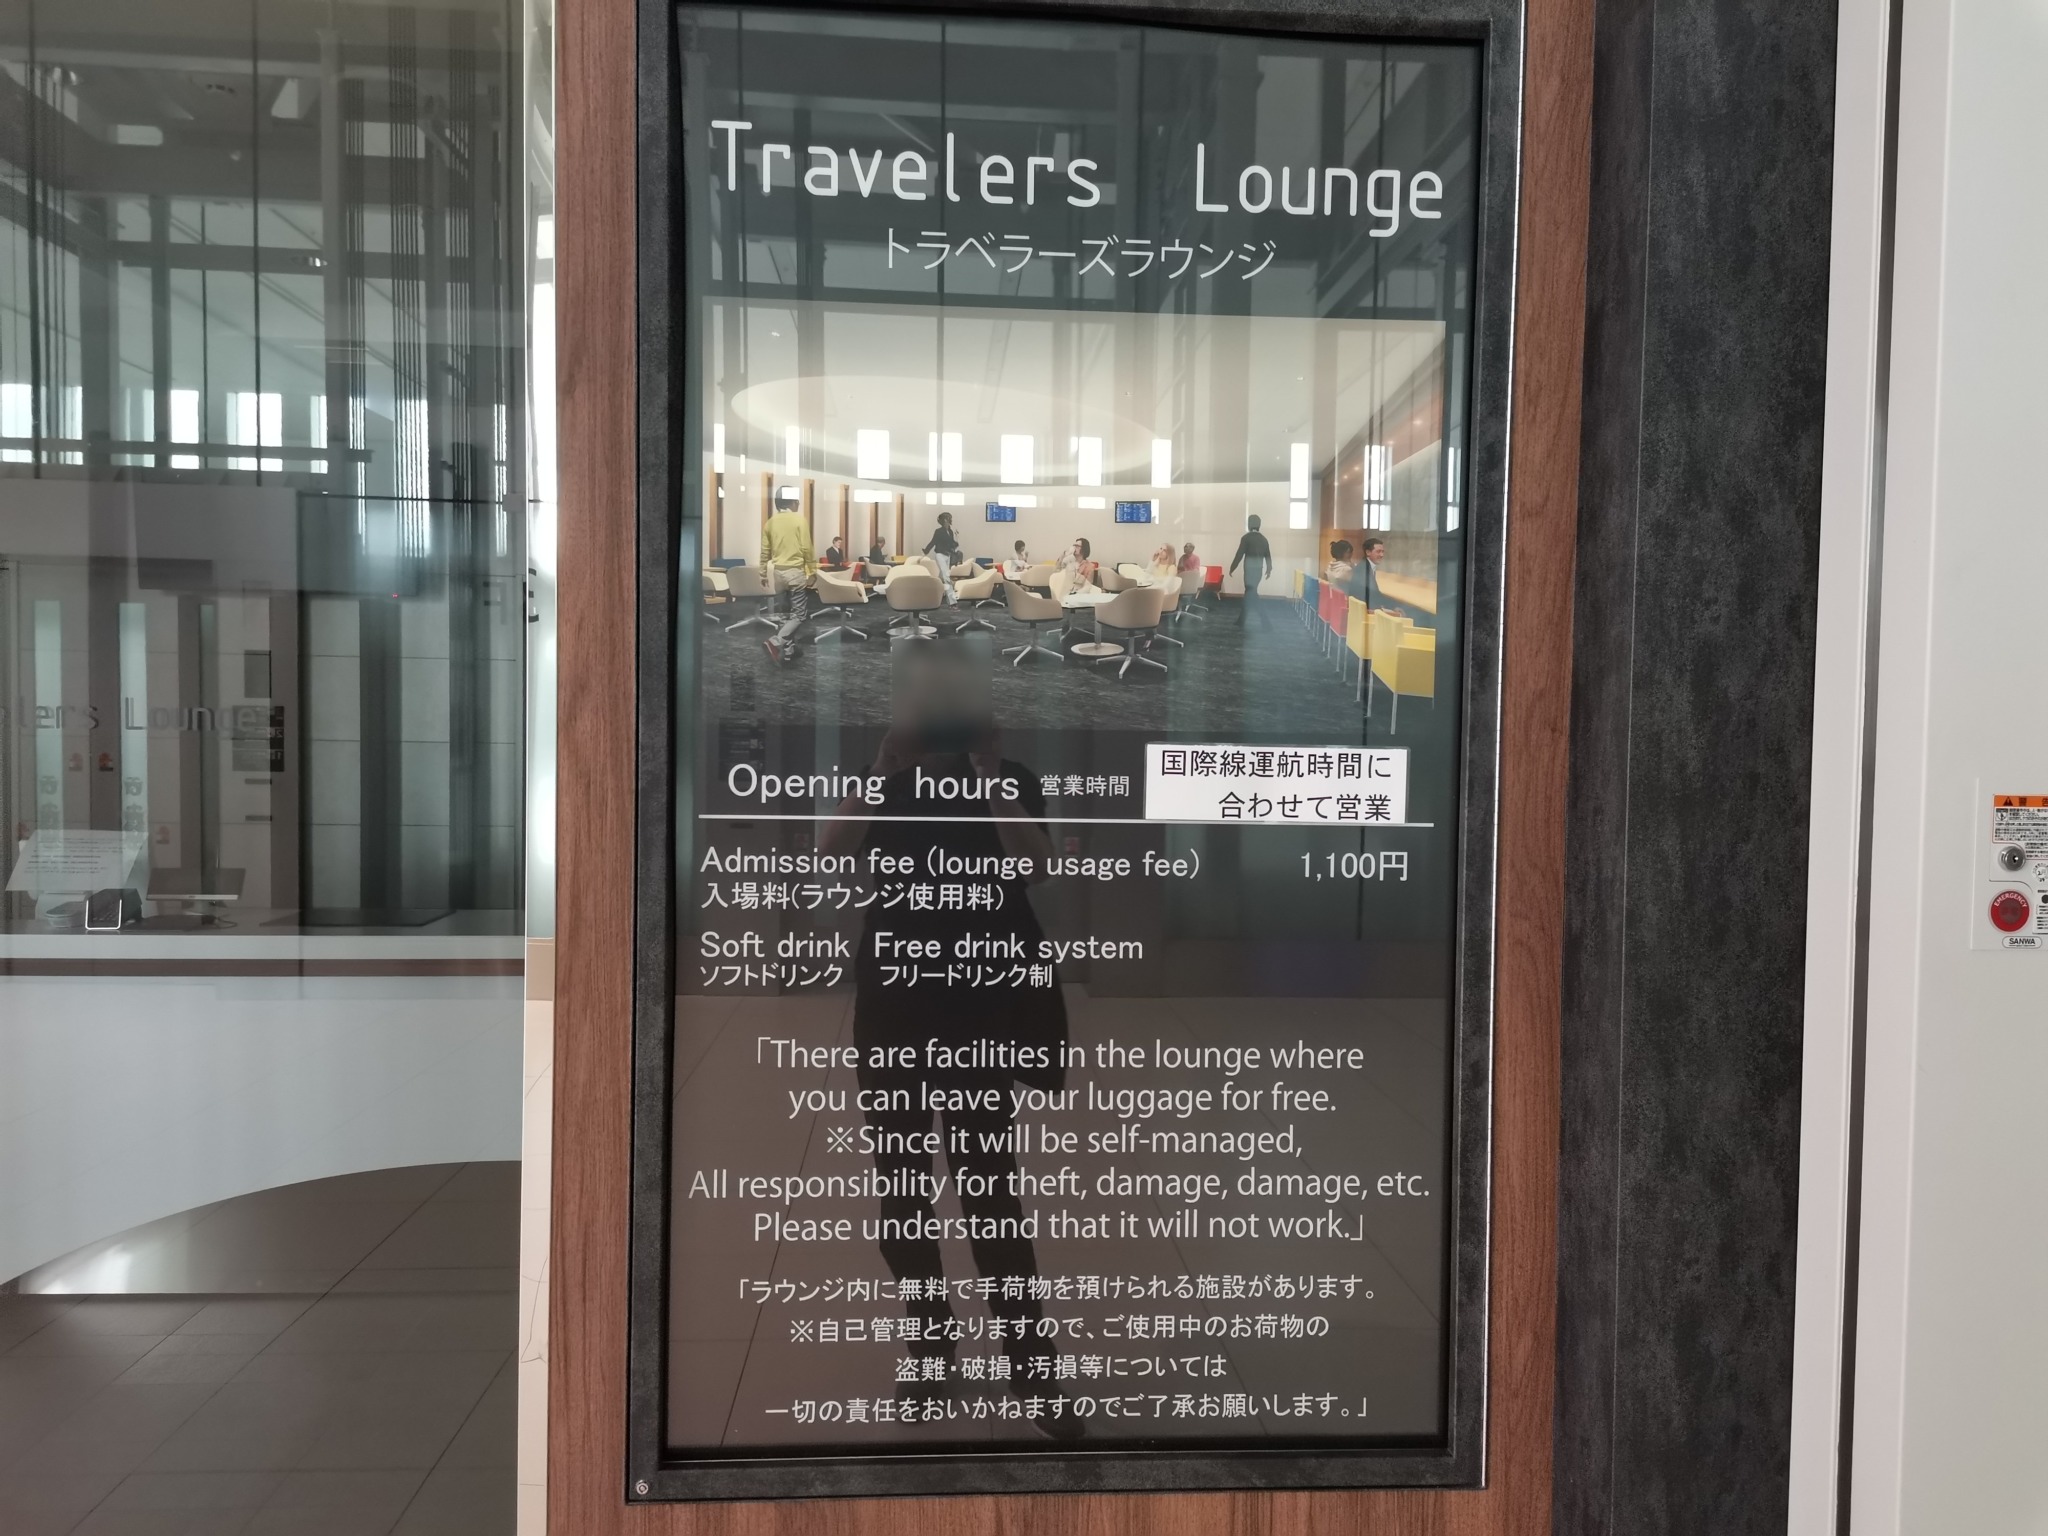 Travelers Lounge
トラベラーズラウンジ
Opening hours 営業時間
国際線運航時間に
合わせて営業
Admission fee (lounge usage fee) 1,100円
入場料(ラウンジ使用料)
Soft drink Free drink system
ソフトドリンク フリードリンク制
「There are facilities in the lounge where
you can leave your luggage for free.
※Since it will be self-managed,
All responsibility for theft, damage, damage, etc.
Please understand that it will not work.」
「ラウンジ内に無料で手荷物を預けられる施設があります。
※自己管理となりますので、ご使用中のお荷物の
盗難・破損・汚損等については
一切の責任をおいかねますのでご了承お願いします。」
lers Lounge
警告
EMERGENCY
SANWA